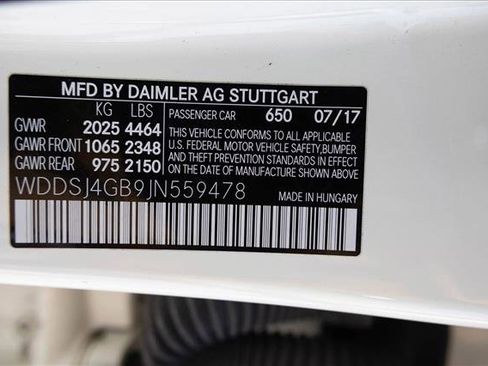 MFD BY DAIMLER AG STUTTGART
KG LBS
GVWR 2025 4464
GAWR FRONT 1065 2348
GAWR REAR 975 2150
PASSENGER CAR 650 07/17
THIS VEHICLE CONFORMS TO ALL APPLICABLE
U.S. FEDERAL MOTOR VEHICLE SAFETY, BUMPER
AND THEFT PREVENTION STANDARDS IN EFFECT
ON THE DATE OF MANUFACTURE SHOWN ABOVE
WDDSJ4GB9JN559478
MADE IN HUNGARY